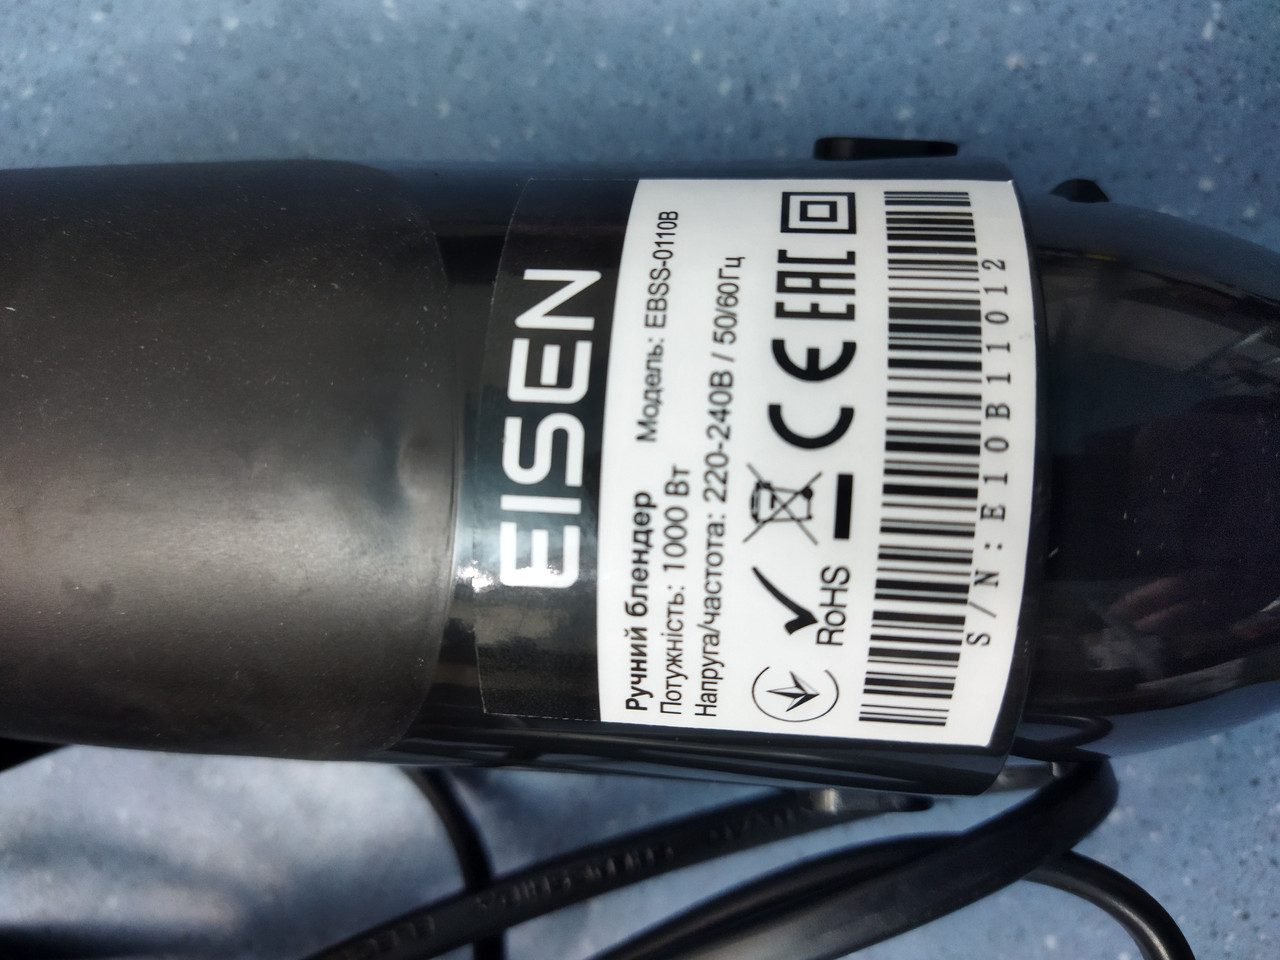 EISEN
Ручний блендер Модель: EBSS-0110B
Потужність: 1000 Вт
Напруга/частота: 220-240В / 50/60Гц
RoHS CE EAC
S/N:E10B11012